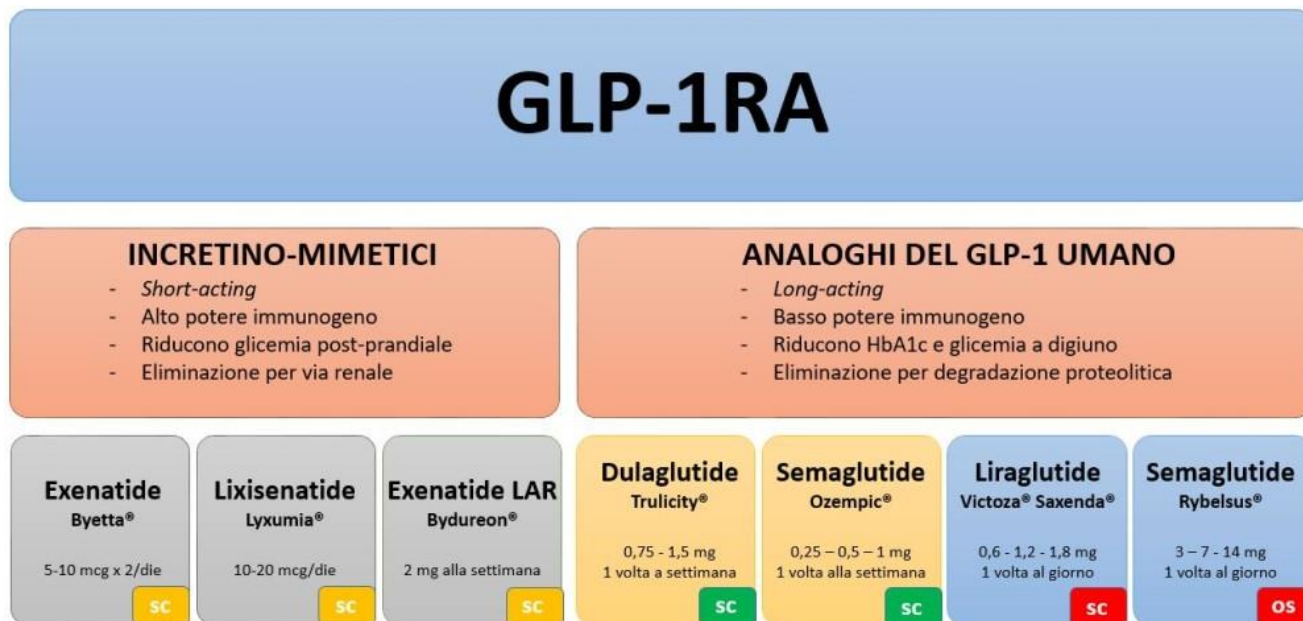 GLP-1RA
INCRETINO-MIMETICI
- Short-acting
- Alto potere immunogeno
- Riducono glicemia post-prandiale
- Eliminazione per via renale
ANALOGHI DEL GLP-1 UMANO
- Long-acting
- Basso potere immunogeno
- Riducono HbA1c e glicemia a digiuno
- Eliminazione per degradazione proteolitica
Exenatide
Byetta®
5-10 mcg x 2/die
SC
Lixisenatide
Lyxumia®
10-20 mcg/die
SC
Exenatide LAR
Bydureon®
2 mg alla settimana
SC
Dulaglutide
Trulicity®
0,75 - 1,5 mg
1 volta a settimana
SC
Semaglutide
Ozempic®
0,25 – 0,5 – 1 mg
1 volta alla settimana
SC
Liraglutide
Victoza® Saxenda®
0,6 - 1,2 - 1,8 mg
1 volta al giorno
SC
Semaglutide
Rybelsus®
3 – 7 - 14 mg
1 volta al giorno
OS